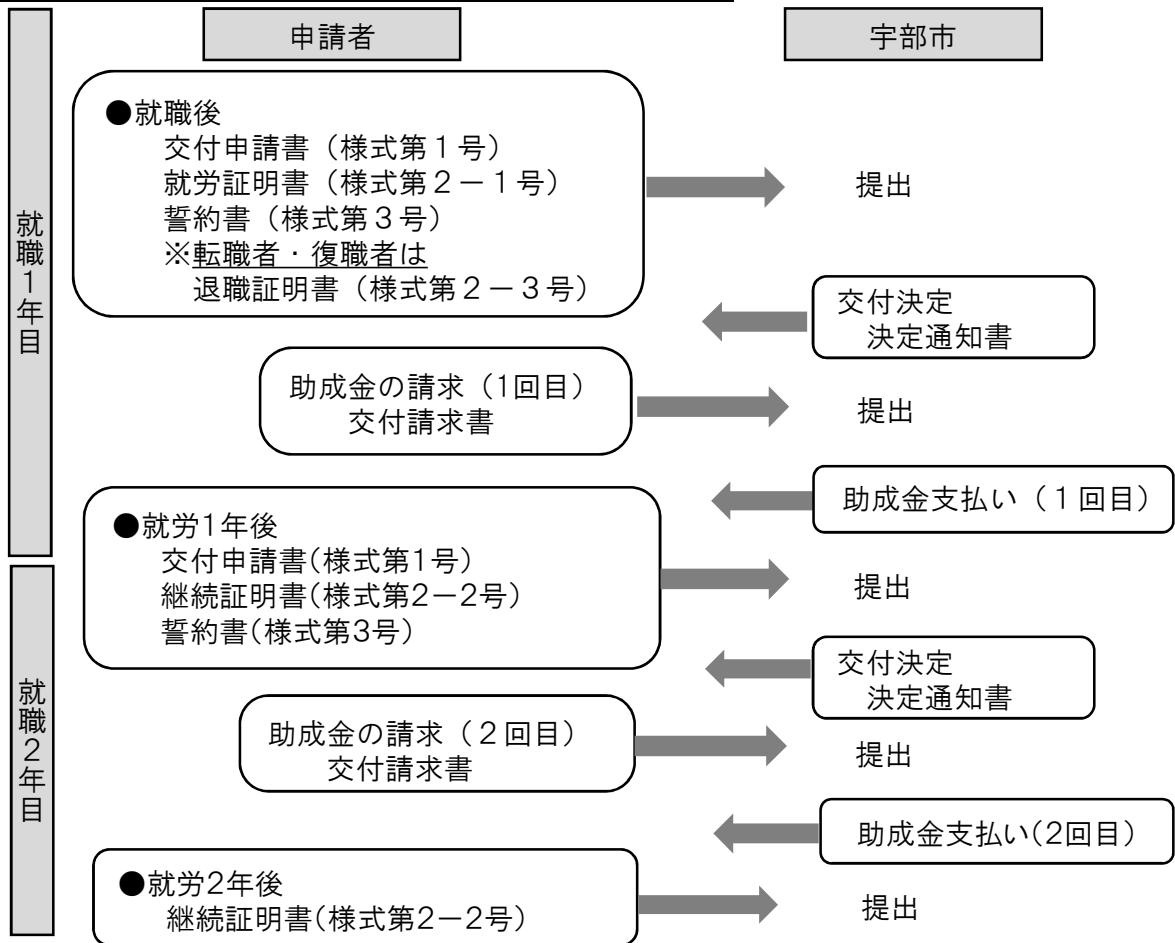 申請者
宇部市
就職1年目
●就職後
交付申請書（様式第１号）
就労証明書（様式第２－１号）
誓約書（様式第３号）
※転職者・復職者は
退職証明書（様式第２－３号）
提出
交付決定
決定通知書
助成金の請求（1回目）
交付請求書
提出
助成金支払い（１回目）
●就労1年後
交付申請書(様式第1号)
継続証明書(様式第2－2号)
誓約書(様式第3号)
提出
就職2年目
交付決定
決定通知書
助成金の請求（２回目）
交付請求書
提出
助成金支払い(2回目)
●就労2年後
継続証明書(様式第2－2号)
提出